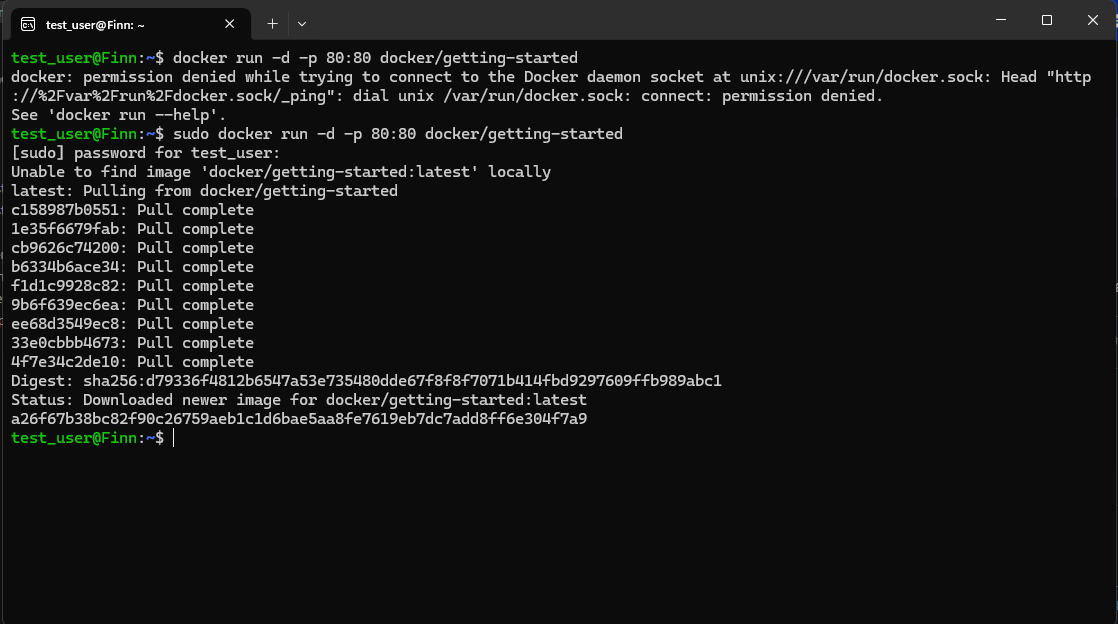 test_user@Finn: ~
test_user@Finn:~$ docker run -d -p 80:80 docker/getting-started
docker: permission denied while trying to connect to the Docker daemon socket at unix:///var/run/docker.sock: Head "http
://%2Fvar%2Frun%2Fdocker.sock/_ping": dial unix /var/run/docker.sock: connect: permission denied.
See 'docker run --help'.
test_user@Finn:~$ sudo docker run -d -p 80:80 docker/getting-started
[sudo] password for test_user:
Unable to find image 'docker/getting-started:latest' locally
latest: Pulling from docker/getting-started
c158987b0551: Pull complete
1e35f6679fab: Pull complete
cb9626c74200: Pull complete
b6334b6ace34: Pull complete
f1d1c9928c82: Pull complete
9b6f639ec6ea: Pull complete
ee68d3549ec8: Pull complete
33e0cbbb4673: Pull complete
4f7e34c2de10: Pull complete
Digest: sha256:d79336f4812b6547a53e735480dde67f8f8f7071b414fbd9297609ffb989abc1
Status: Downloaded newer image for docker/getting-started:latest
a26f67b38bc82f90c26759aeb1c1d6bae5aa8fe7619eb7dc7add8ff6e304f7a9
test_user@Finn:~$